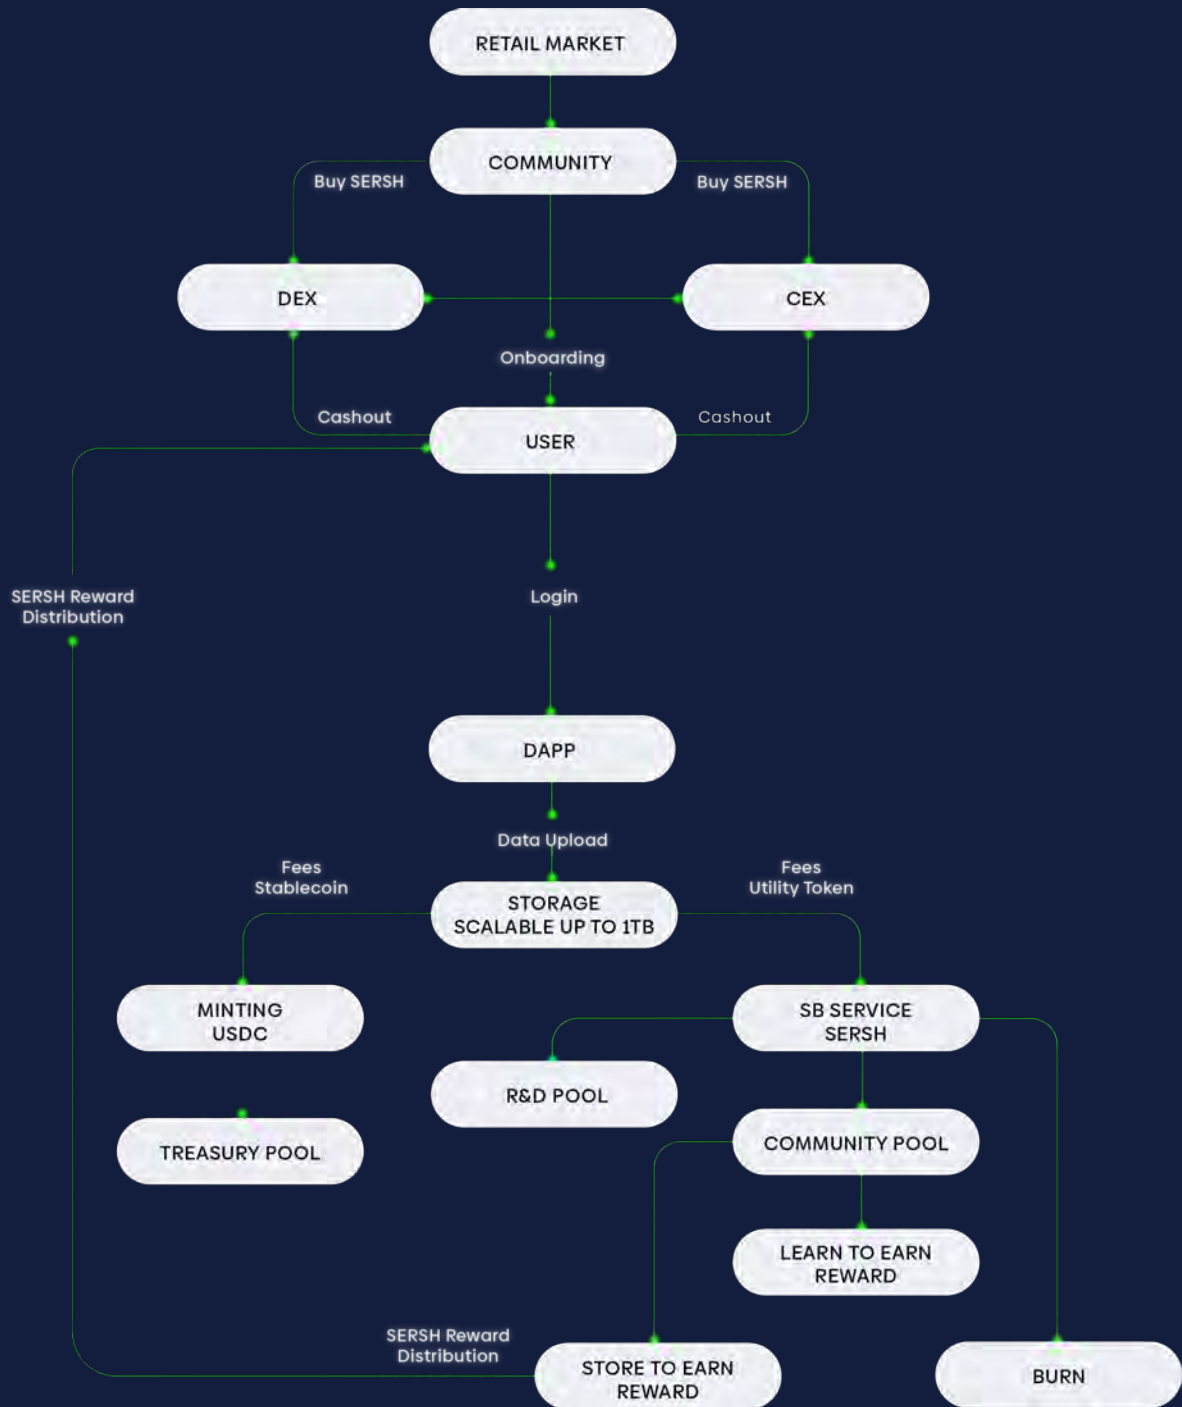 RETAIL MARKET
COMMUNITY
Buy SERSH
Buy SERSH
DEX
CEX
Onboarding
Cashout
Cashout
USER
SERSH Reward
Distribution
Login
DAPP
Data Upload
Fees
Stablecoin
Fees
Utility Token
STORAGE
SCALABLE UP TO 1TB
MINTING
USDC
SB SERVICE
SERSH
R&D POOL
TREASURY POOL
COMMUNITY POOL
LEARN TO EARN
REWARD
SERSH Reward
Distribution
STORE TO EARN
REWARD
BURN